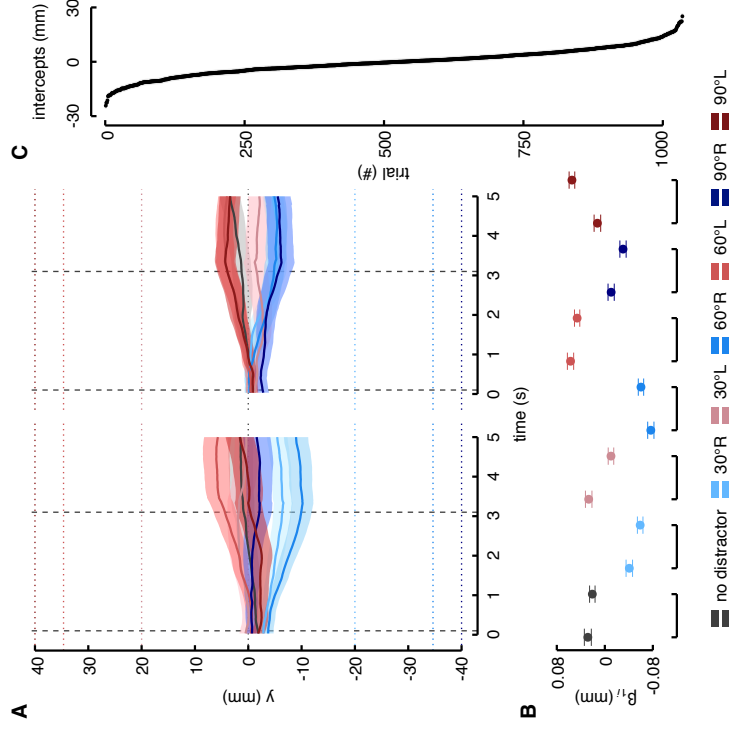 A
y (mm)
40
30
20
10
0
-10
-20
-30
-40
0 1 2 3 4 5
0 1 2 3 4 5
time (s)
B
β1i (mm)
0.08
0
-0.08
no distractor 30°R 30°L 60°R 60°L 90°R 90°L
C
intercepts (mm)
30
0
-30
0 250 500 750 1000
trial (#)